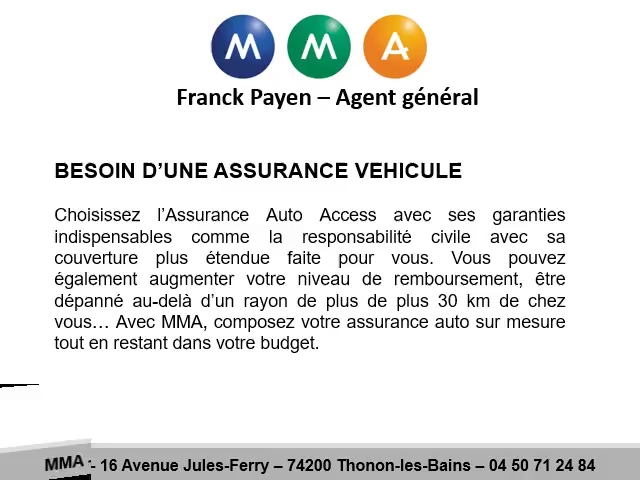 M M A
Franck Payen – Agent général
BESOIN D’UNE ASSURANCE VEHICULE
Choisissez l’Assurance Auto Access avec ses garanties
indispensables comme la responsabilité civile avec sa
couverture plus étendue faite pour vous. Vous pouvez
également augmenter votre niveau de remboursement, être
dépanné au-delà d’un rayon de plus de plus 30 km de chez
vous… Avec MMA, composez votre assurance auto sur mesure
tout en restant dans votre budget.
MMA - 16 Avenue Jules-Ferry – 74200 Thonon-les-Bains – 04 50 71 24 84